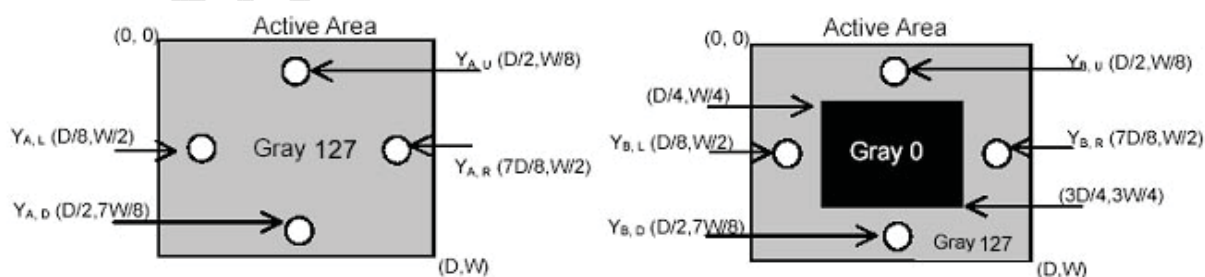 Active Area
(0, 0)
Y_A, U (D/2,W/8)
Y_A, L (D/8,W/2)
Gray 127
Y_A, R (7D/8,W/2)
Y_A, D (D/2,7W/8)
(D,W)
Active Area
(0, 0)
Y_B, U (D/2,W/8)
(D/4,W/4)
Y_B, L (D/8,W/2)
Gray 0
Y_B, R (7D/8,W/2)
(3D/4,3W/4)
Y_B, D (D/2,7W/8)
Gray 127
(D,W)